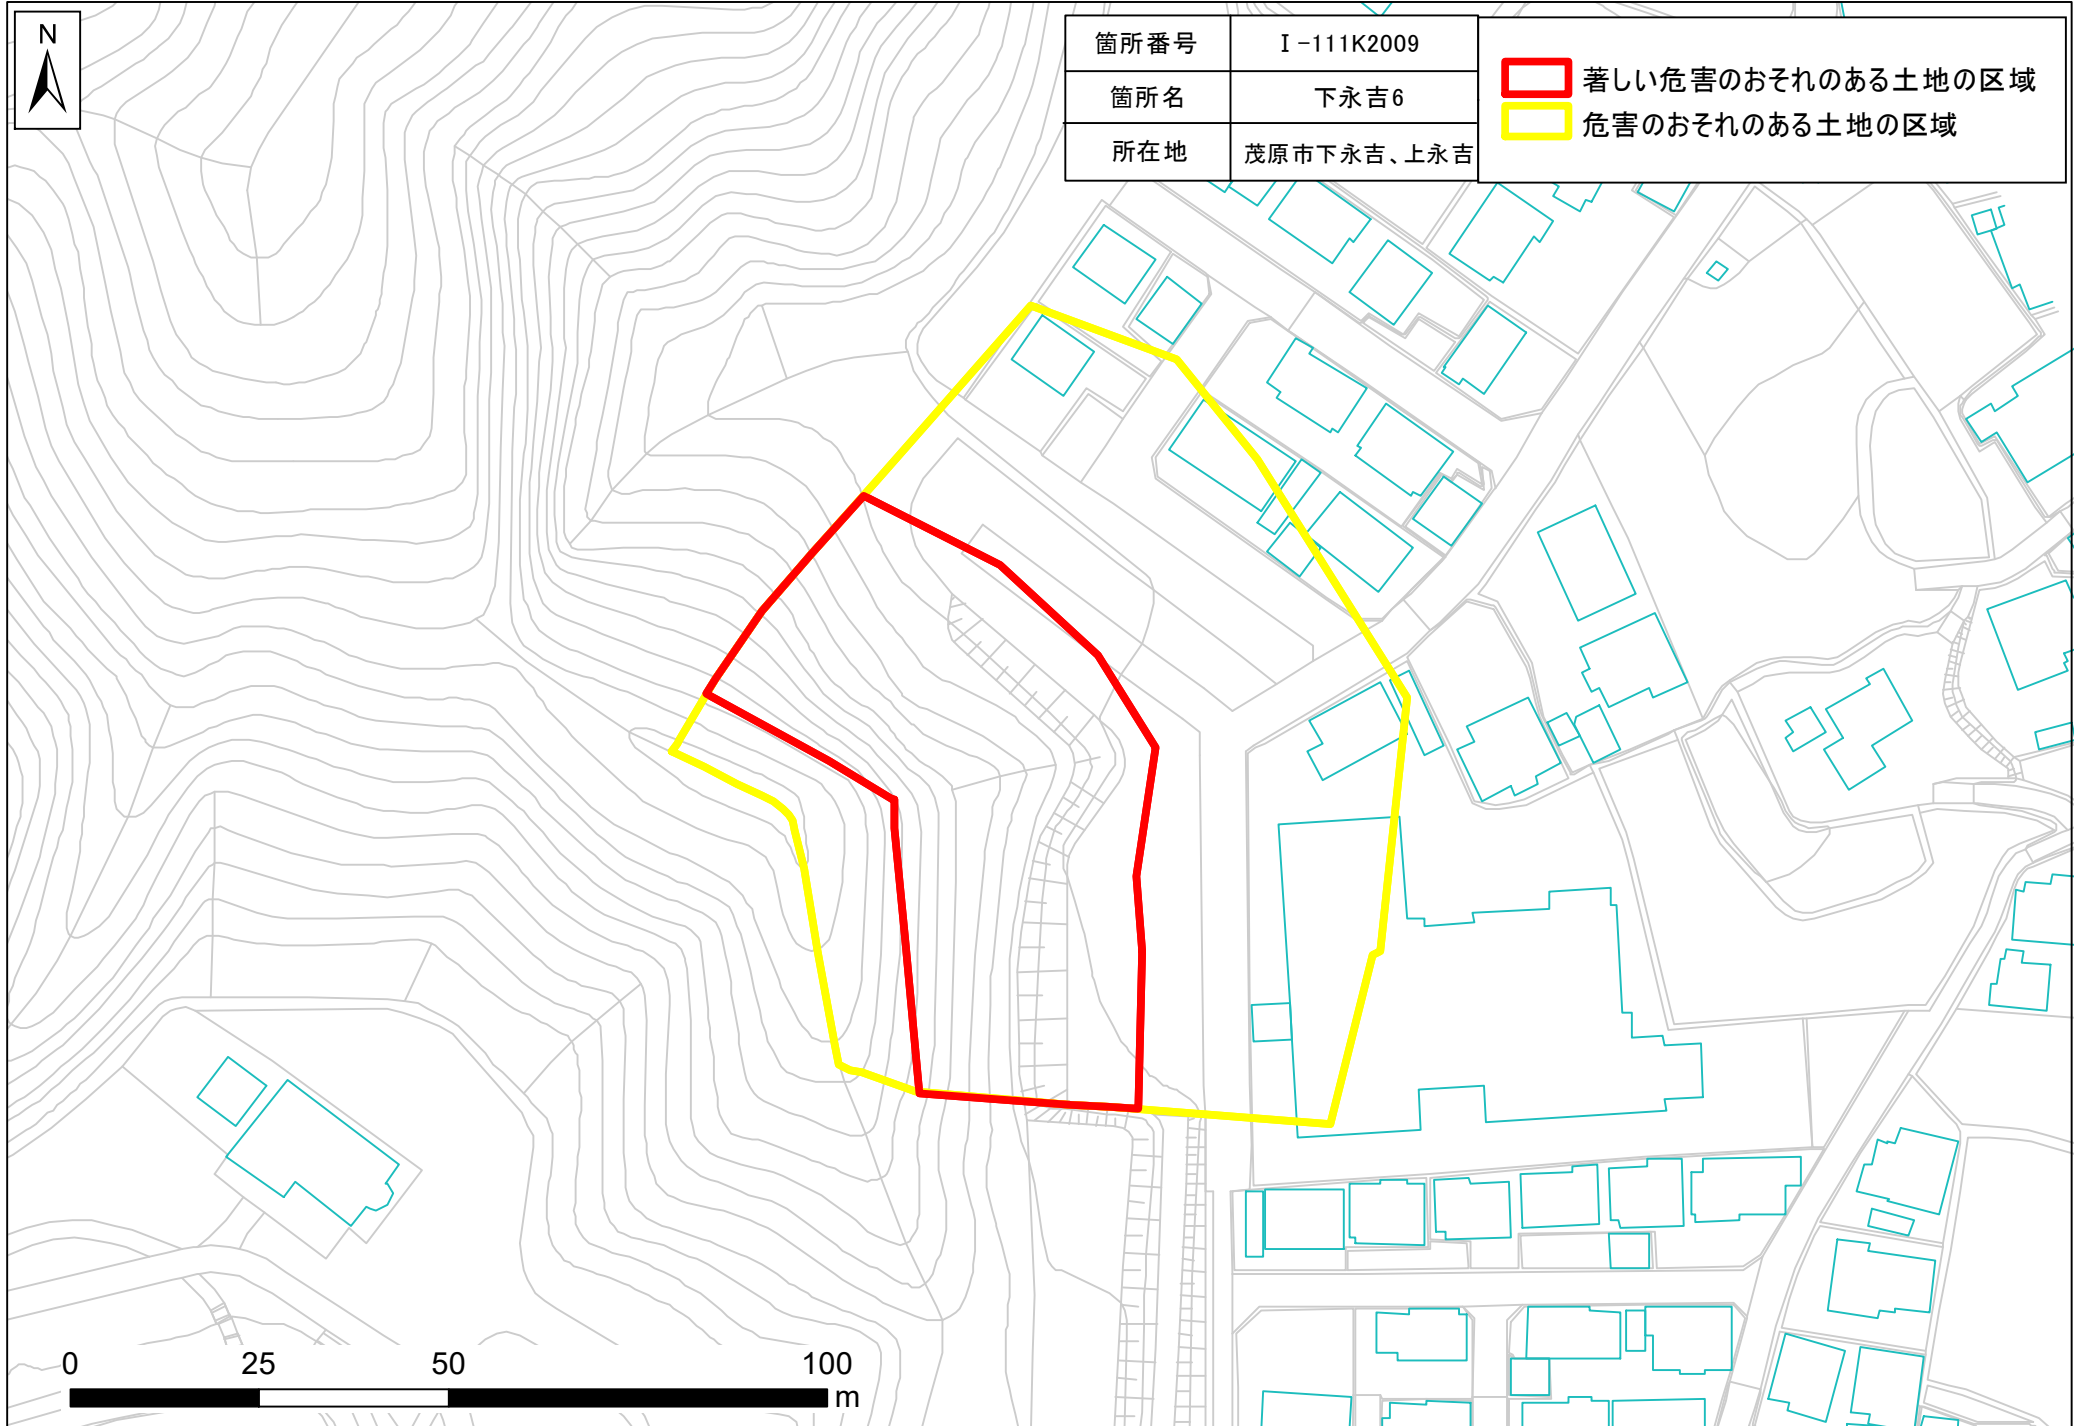 N
箇所番号 Ⅰ-111K2009
箇所名 下永吉6
所在地 茂原市下永吉、上永吉
著しい危害のおそれのある土地の区域
危害のおそれのある土地の区域
0 25 50 100
m